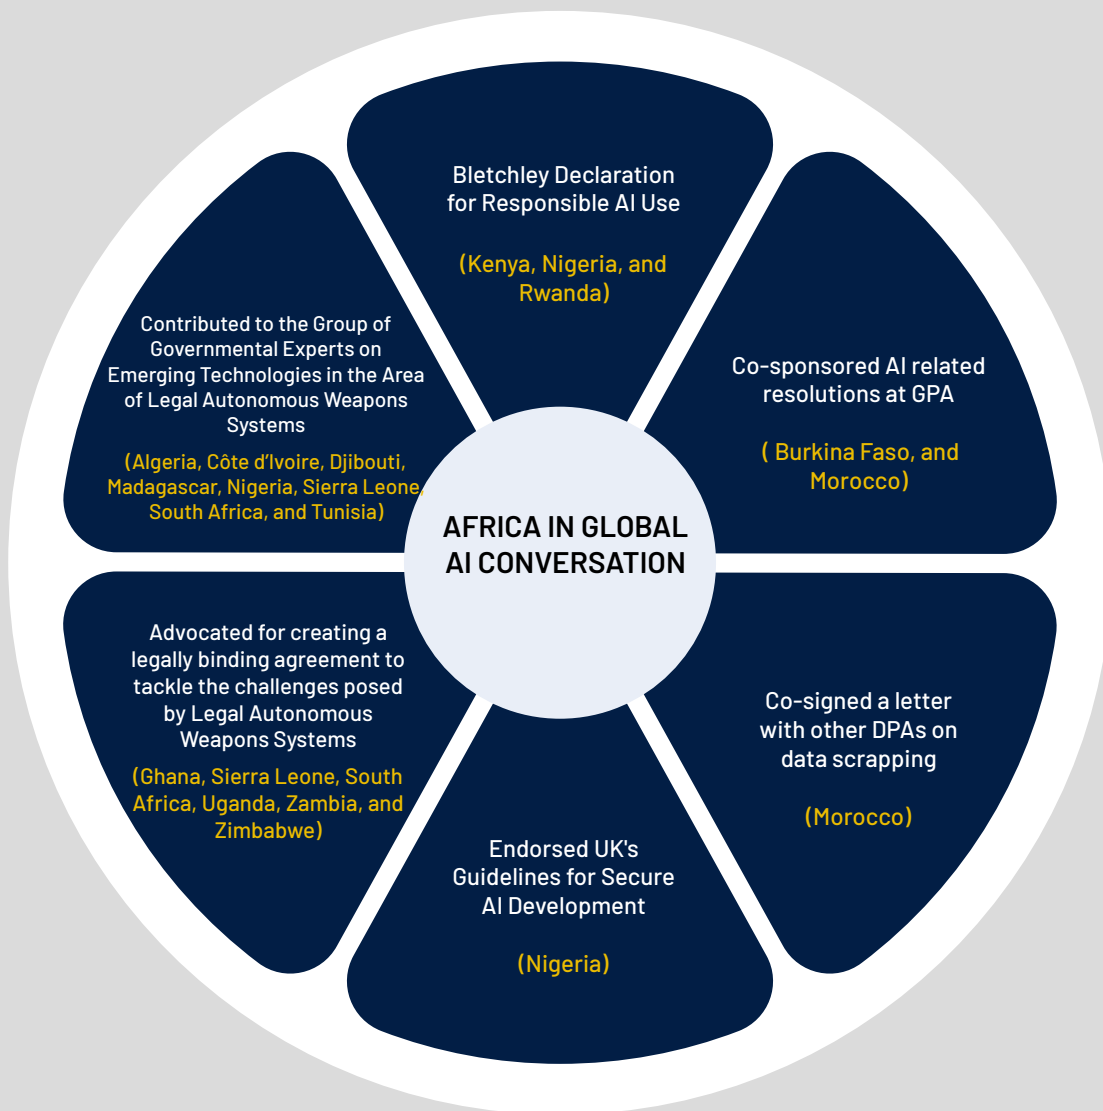 Bletchley Declaration
for Responsible AI Use
(Kenya, Nigeria, and
Rwanda)
Co-sponsored AI related
resolutions at GPA
( Burkina Faso, and
Morocco)
Co-signed a letter
with other DPAs on
data scrapping
(Morocco)
Endorsed UK's
Guidelines for Secure
AI Development
(Nigeria)
Advocated for creating a
legally binding agreement to
tackle the challenges posed
by Legal Autonomous
Weapons Systems
(Ghana, Sierra Leone, South
Africa, Uganda, Zambia, and
Zimbabwe)
Contributed to the Group of
Governmental Experts on
Emerging Technologies in the Area
of Legal Autonomous Weapons
Systems
(Algeria, Côte d’Ivoire, Djibouti,
Madagascar, Nigeria, Sierra Leone,
South Africa, and Tunisia)
AFRICA IN GLOBAL
AI CONVERSATION